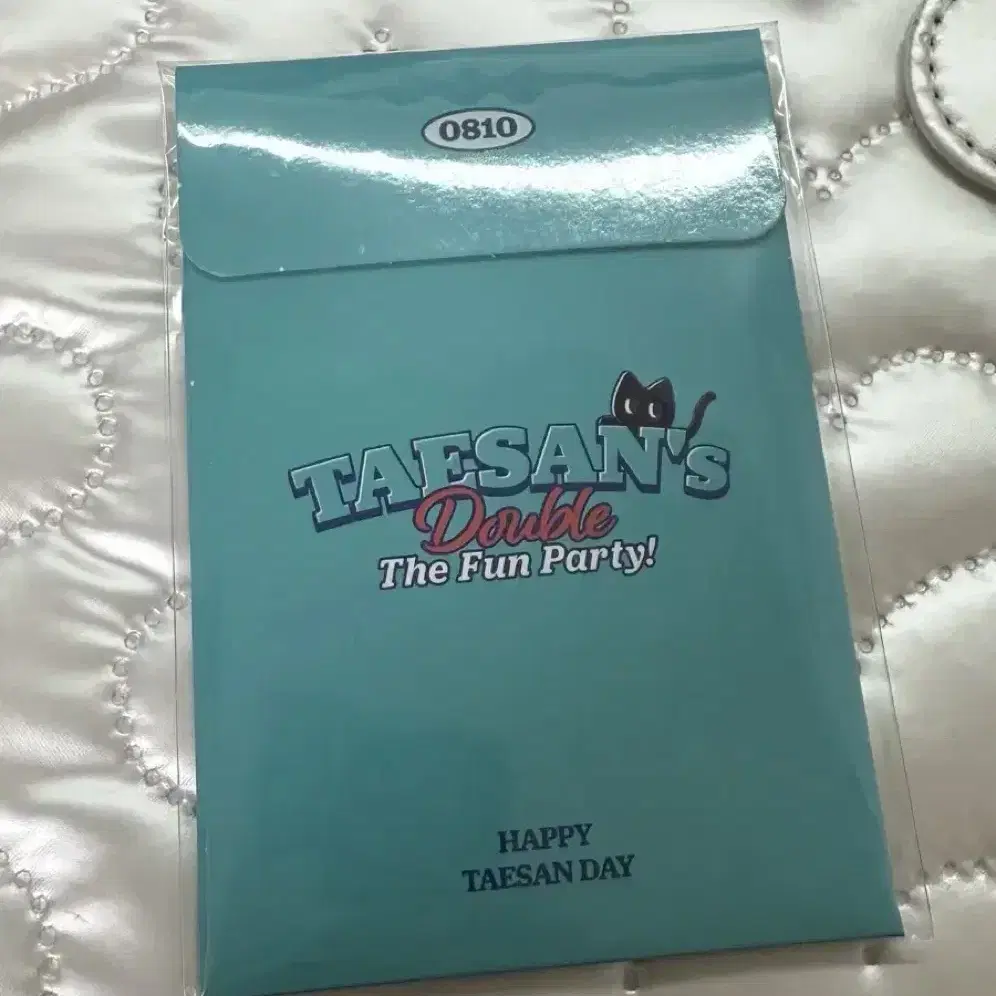 0810
TAESAN's
Double
The Fun Party!
HAPPY
TAESAN DAY